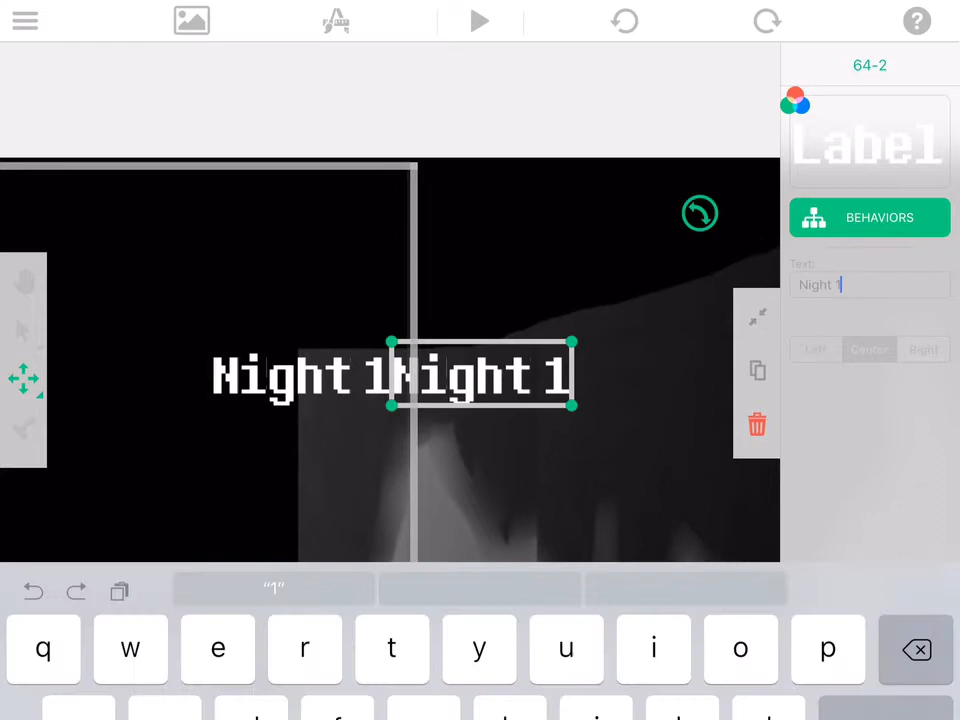 64-2
Label
BEHAVIORS
Text:
Night 1
Left Center Right
Night 1Night 1
"1"
q w e r t y u i o p